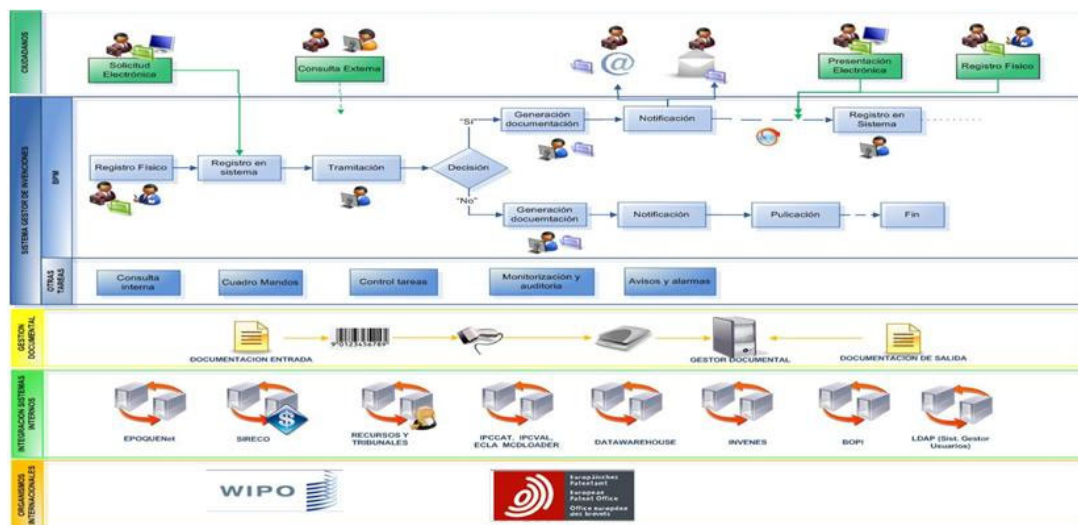 CIUDADANOS
Solicitud
Electrónica
Consulta Externa
@
Presentación
Electrónica
Registro Físico
SISTEMA GESTOR DE INVENCIONES
BPM
Registro Físico
Registro en
sistema
Tramitación
Decisión
"Sí"
Generación
documentación
Notificación
Registro en
Sistema
"No"
Generación
docuemtación
Notificación
Pulicación
Fin
OTRAS
TAREAS
Consulta
interna
Cuadro Mandos
Control tareas
Monitorización y
auditoria
Avisos y alarmas
GESTION
DOCUMENTAL
DOCUMENTACION ENTRADA
GESTOR DOCUMENTAL
DOCUMENTACION DE SALIDA
INTEGRACION SISTEMAS
INTERNOS
EPOQUENet
SIRECO
$
RECURSOS Y
TRIBUNALES
IPCCAT, IPCVAL,
ECLA MCDLOADER
DATAWAREHOUSE
INVENES
BOPI
LDAP (Sist. Gestor
Usuarios)
ORGANISMOS
INTERNACIONALES
WIPO
Europäisches
Patentamt
European
Patent Office
Office européen
des brevets